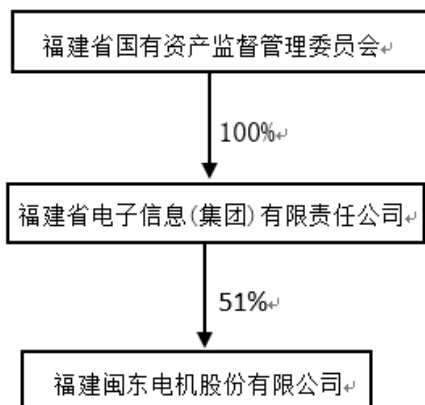 福建省国有资产监督管理委员会
100%
福建省电子信息(集团)有限责任公司
51%
福建闽东电机股份有限公司